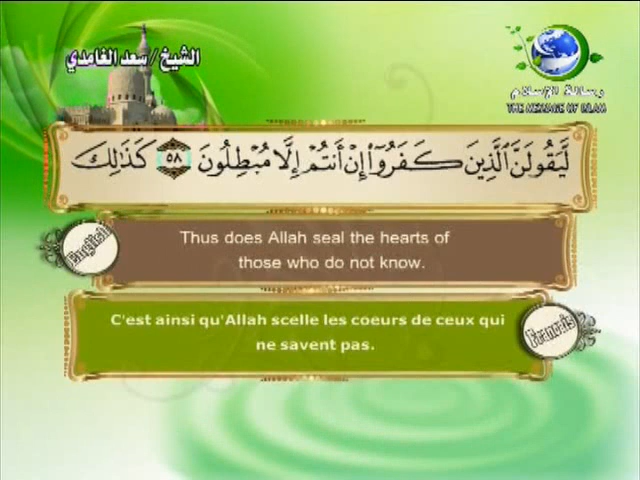 الشيخ / سعد الغامدي
رسالة الإسلام
THE MESSAGE OF ISLAM
لَّيَقُولَنَّ ٱلَّذِينَ كَفَرُوٓا۟ إِنْ أَنتُمْ إِلَّا مُبْطِلُونَ ٥٨ كَذَٰلِكَ
English
Thus does Allah seal the hearts of
those who do not know.
C'est ainsi qu'Allah scelle les coeurs de ceux qui
ne savent pas.
Francais